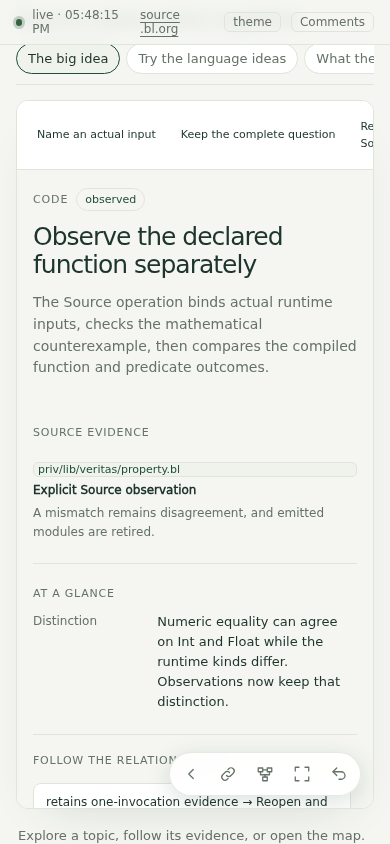 live · 05:48:15
PM
source
.bl.org
theme
Comments
The big idea
Try the language ideas
What the
Name an actual input
Keep the complete question
Re
So
CODE
observed
Observe the declared
function separately
The Source operation binds actual runtime
inputs, checks the mathematical
counterexample, then compares the compiled
function and predicate outcomes.
SOURCE EVIDENCE
priv/lib/veritas/property.bl
Explicit Source observation
A mismatch remains disagreement, and emitted
modules are retired.
AT A GLANCE
Distinction
Numeric equality can agree
on Int and Float while the
runtime kinds differ.
Observations now keep that
distinction.
FOLLOW THE RELATION
retains one-invocation evidence → Reopen and
Explore a topic, follow its evidence, or open the map.